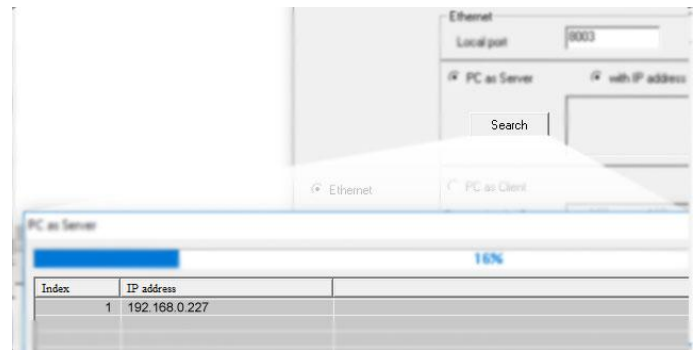 Ethernet
Local port 8003
PC as Server with IP address
Search
Ethernet PC as Client
PC as Server
16%
Index IP address
1 192.168.0.227